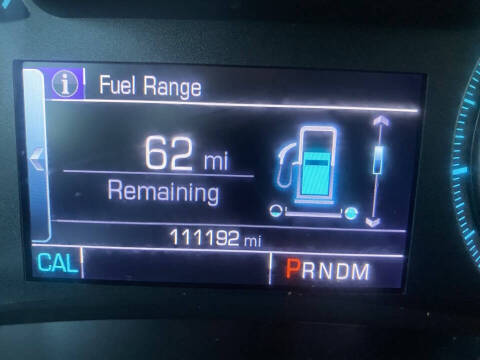 i Fuel Range
62 mi
Remaining
111192 mi
CAL PRNDM